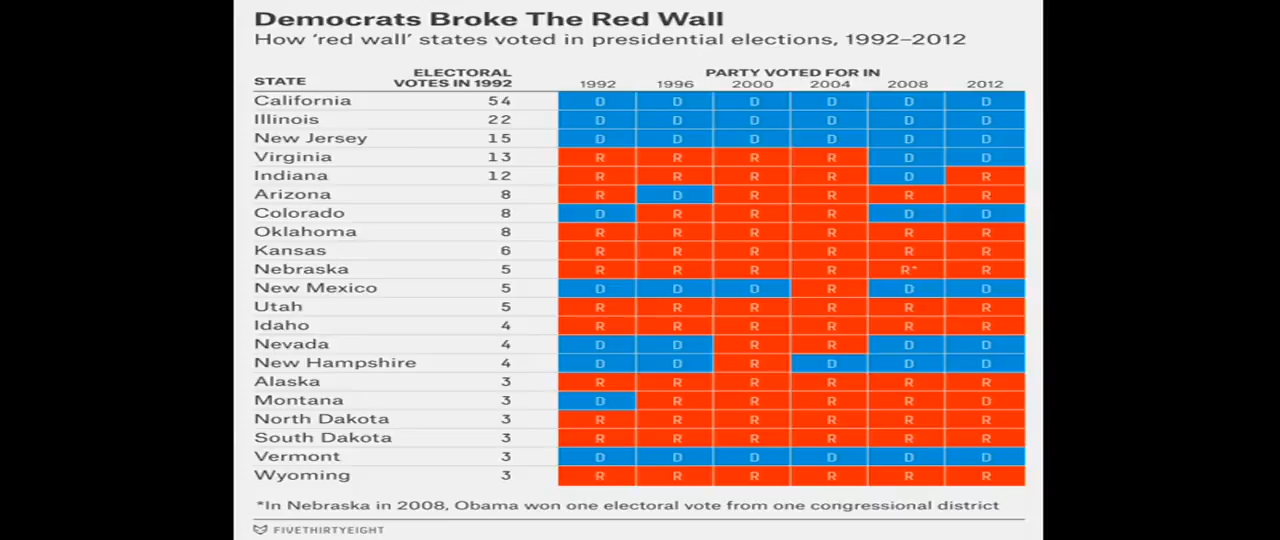 Democrats Broke The Red Wall
How ‘red wall’ states voted in presidential elections, 1992–2012
ELECTORAL PARTY VOTED FOR IN
STATE VOTES IN 1992 1992 1996 2000 2004 2008 2012
California 54 D D D D D D
Illinois 22 D D D D D D
New Jersey 15 D D D D D D
Virginia 13 R R R R D D
Indiana 12 R R R R D R
Arizona 8 R D R R R R
Colorado 8 D R R R D D
Oklahoma 8 R R R R R R
Kansas 6 R R R R R R
Nebraska 5 R R R R R* R
New Mexico 5 D D D R D D
Utah 5 R R R R R R
Idaho 4 R R R R R R
Nevada 4 D D R R D D
New Hampshire 4 D D R D D D
Alaska 3 R R R R R R
Montana 3 D R R R R D
North Dakota 3 R R R R R R
South Dakota 3 R R R R R R
Vermont 3 D D D D D D
Wyoming 3 R R R R R R
*In Nebraska in 2008, Obama won one electoral vote from one congressional district
FIVETHIRTYEIGHT